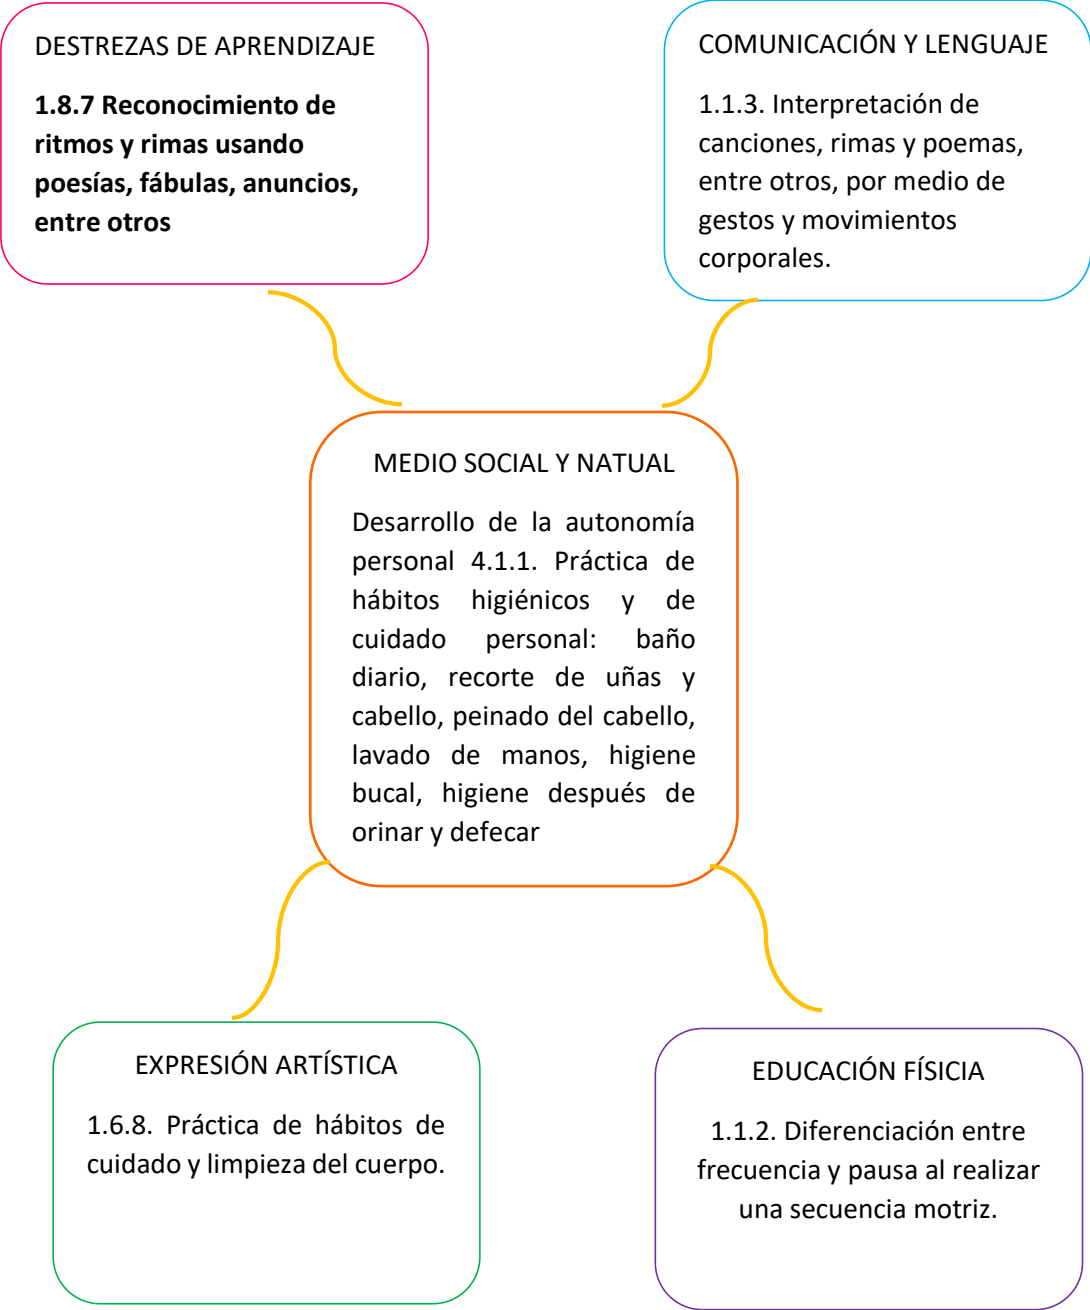 DESTREZAS DE APRENDIZAJE
1.8.7 Reconocimiento de
ritmos y rimas usando
poesías, fábulas, anuncios,
entre otros
COMUNICACIÓN Y LENGUAJE
1.1.3. Interpretación de
canciones, rimas y poemas,
entre otros, por medio de
gestos y movimientos
corporales.
MEDIO SOCIAL Y NATUAL
Desarrollo de la autonomía
personal 4.1.1. Práctica de
hábitos higiénicos y de
cuidado personal: baño
diario, recorte de uñas y
cabello, peinado del cabello,
lavado de manos, higiene
bucal, higiene después de
orinar y defecar
EXPRESIÓN ARTÍSTICA
1.6.8. Práctica de hábitos de
cuidado y limpieza del cuerpo.
EDUCACIÓN FÍSICIA
1.1.2. Diferenciación entre
frecuencia y pausa al realizar
una secuencia motriz.